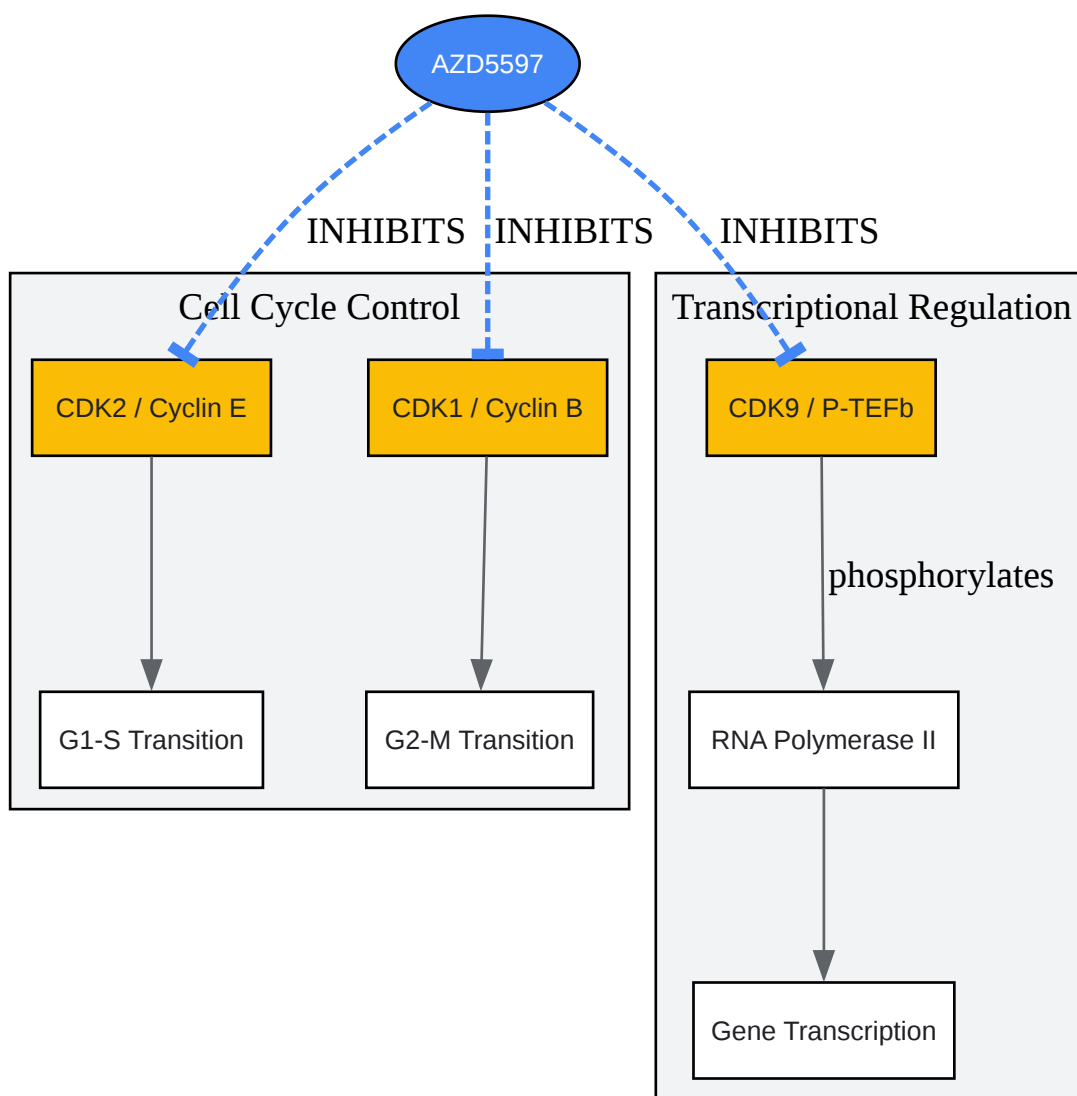 AZD5597
INHIBITS
INHIBITS
INHIBITS
Cell Cycle Control
Transcriptional Regulation
CDK2 / Cyclin E
CDK1 / Cyclin B
CDK9 / P-TEFb
phosphorylates
G1-S Transition
G2-M Transition
RNA Polymerase II
Gene Transcription